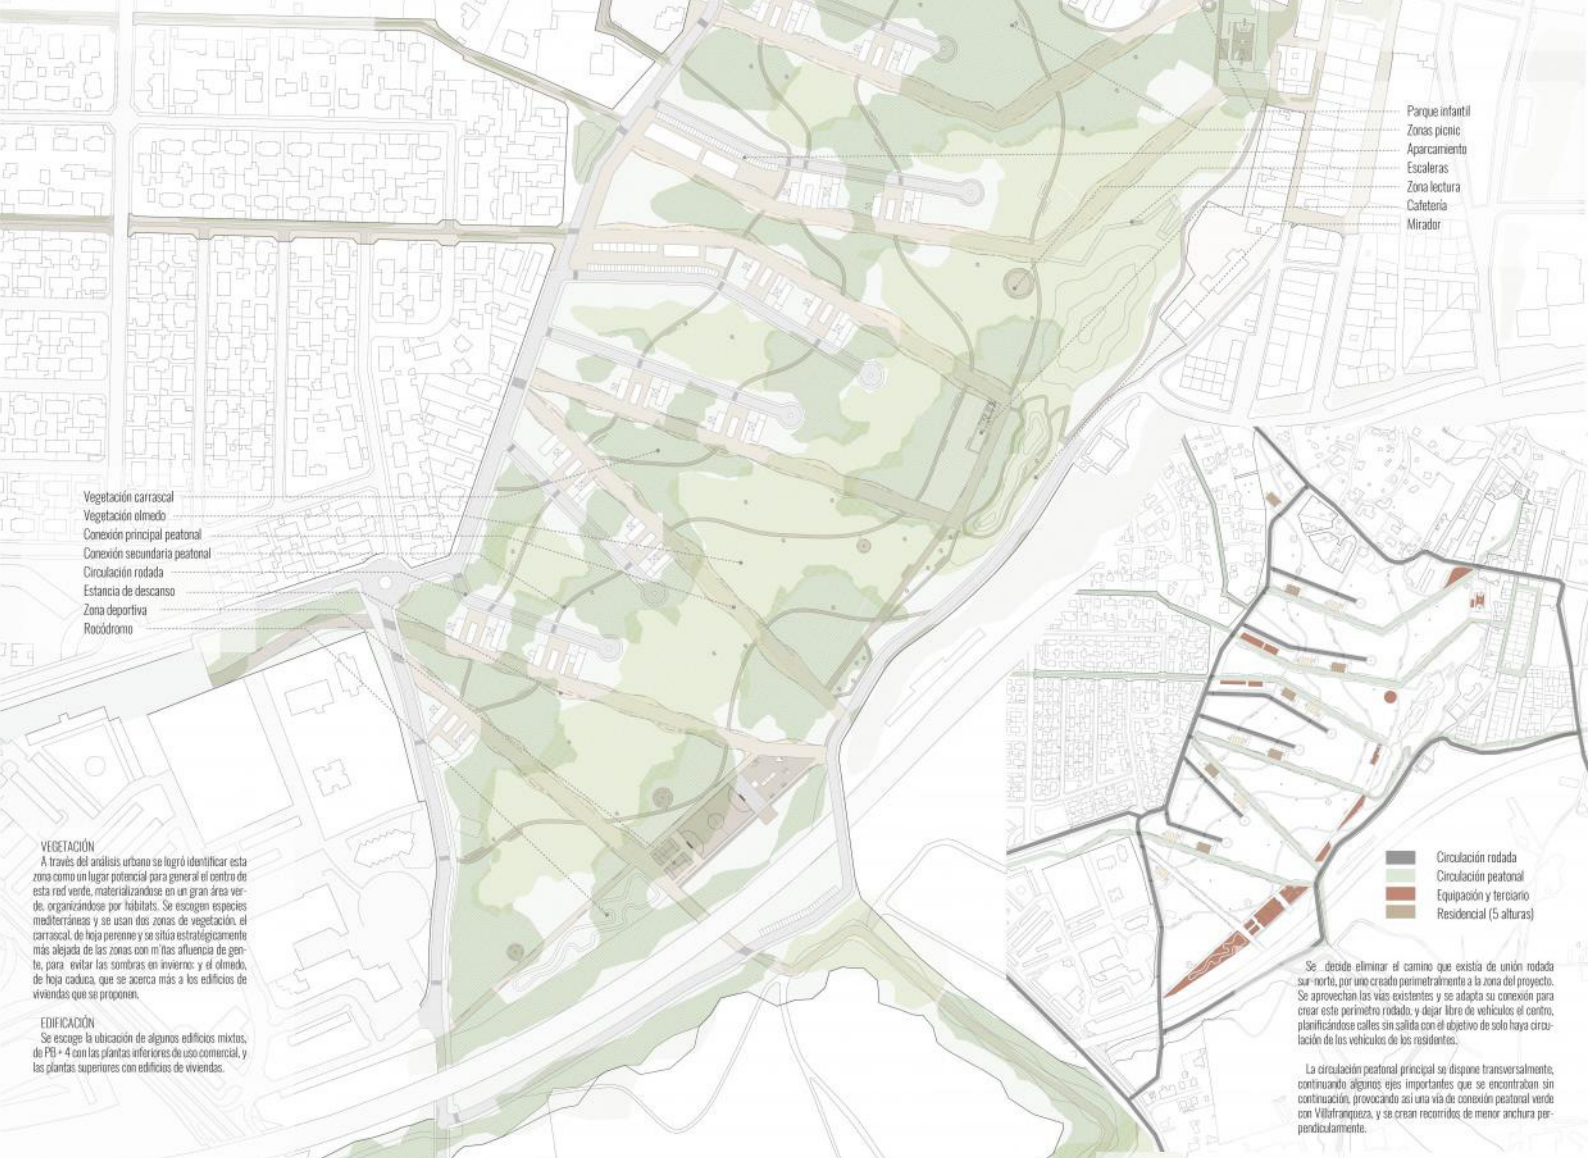 Parque infantil
Zonas picnic
Aparcamiento
Escaleras
Zona lectura
Cafetería
Mirador
Vegetación carrascal
Vegetación olmedo
Conexión principal peatonal
Conexión secundaria peatonal
Circulación rodada
Estancia de descanso
Zona deportiva
Rocódromo
VEGETACIÓN
A través del análisis urbano se logró identificar esta
zona como un lugar potencial para general el centro de
esta red verde, materializandose en un gran área ver-
de, organizándose por hábitats. Se escogen especies
mediterráneas y se usan dos zonas de vegetación, el
carrascal, de hoja perenne y se sitúa estratégicamente
más alejada de las zonas con m´ñas afluencia de gen-
te, para evitar las sombras en invierno; y el olmedo,
de hoja caduca, que se acerca más a los edificios de
viviendas que se proponen.
EDIFICACIÓN
Se escoge la ubicación de algunos edificios mixtos,
de PB + 4 con las plantas inferiores de uso comercial, y
las plantas superiores con edificios de viviendas.
Circulación rodada
Circulación peatonal
Equipación y terciario
Residencial (5 alturas)
Se decide eliminar el camino que existía de unión rodada
sur-norte, por uno creado perimetralmente a la zona del proyecto.
Se aprovechan las vías existentes y se adapta su conexión para
crear este perímetro rodado, y dejar libre de vehículos el centro,
planificándose calles sin salida con el objetivo de solo haya circu-
lación de los vehículos de los residentes.
La circulación peatonal principal se dispone transversalmente,
continuando algunos ejes importantes que se encontraban sin
continuación, provocando así una vía de conexión peatonal verde
con Villafranqueza, y se crean recorridos de menor anchura per-
pendicularmente.